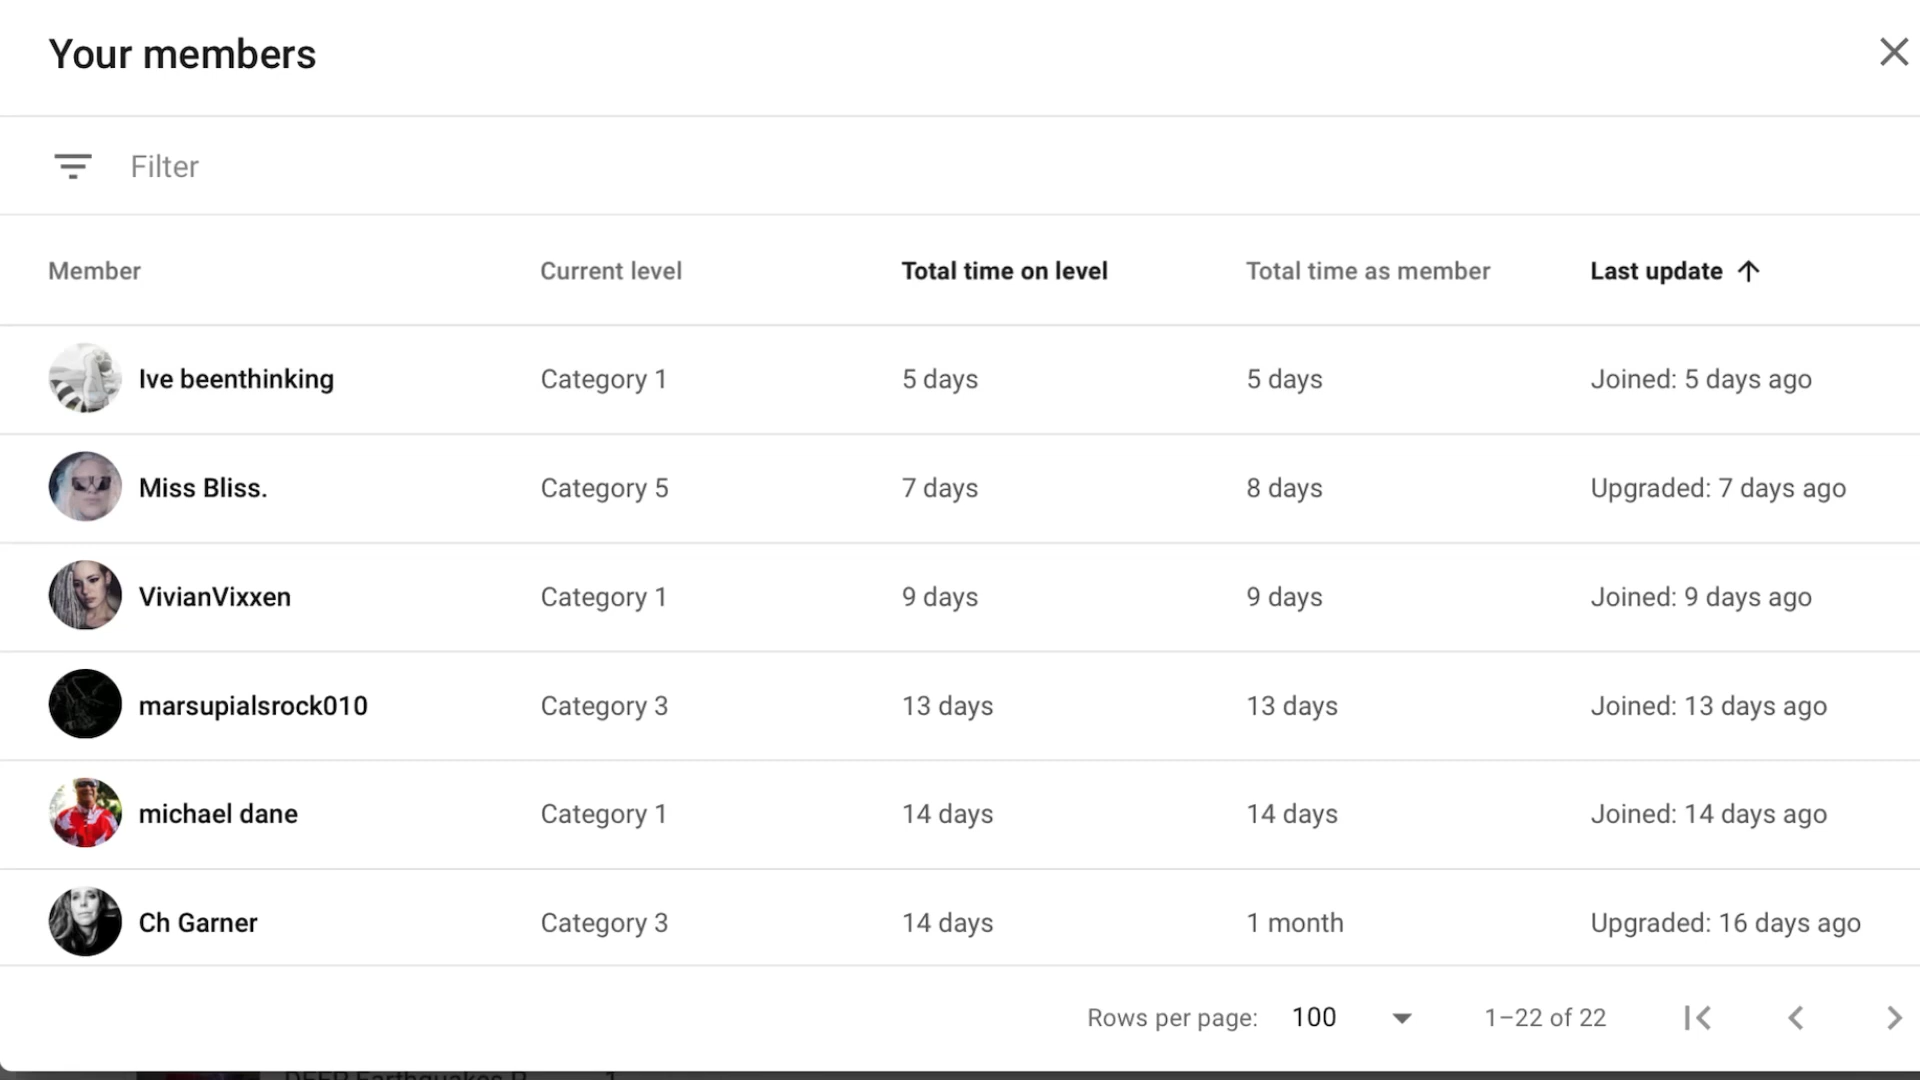 Your members
Filter
Member Current level Total time on level Total time as member Last update
Ive beenthinking Category 1 5 days 5 days Joined: 5 days ago
Miss Bliss. Category 5 7 days 8 days Upgraded: 7 days ago
VivianVixxen Category 1 9 days 9 days Joined: 9 days ago
marsupialsrock010 Category 3 13 days 13 days Joined: 13 days ago
michael dane Category 1 14 days 14 days Joined: 14 days ago
Ch Garner Category 3 14 days 1 month Upgraded: 16 days ago
Rows per page: 100 1–22 of 22